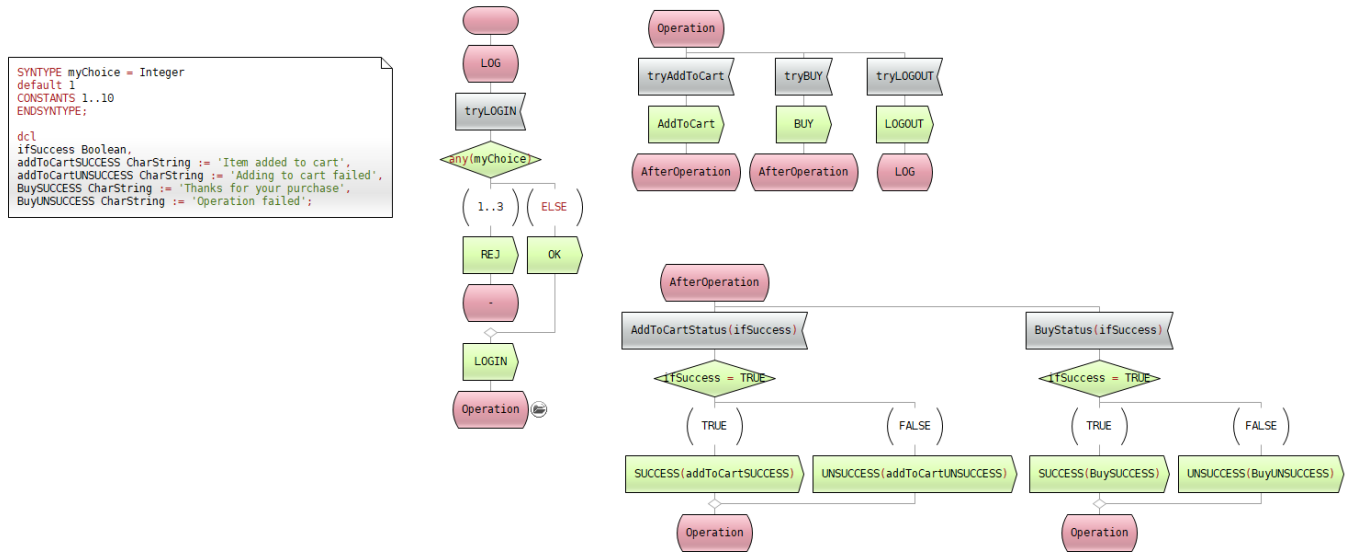 SYNTYPE myChoice = Integer
default 1
CONSTANTS 1..10
ENDSYNTYPE;
dcl
ifSuccess Boolean,
addToCartSUCCESS CharString := 'Item added to cart',
addToCartUNSUCCESS CharString := 'Adding to cart failed',
BuySUCCESS CharString := 'Thanks for your purchase',
BuyUNSUCCESS CharString := 'Operation failed';
LOG
tryLOGIN
any(myChoice)
1..3
ELSE
REJ
OK
-
LOGIN
Operation
Operation
tryAddToCart
tryBUY
tryLOGOUT
AddToCart
BUY
LOGOUT
AfterOperation
AfterOperation
LOG
AfterOperation
AddToCartStatus(ifSuccess)
BuyStatus(ifSuccess)
ifSuccess = TRUE
ifSuccess = TRUE
TRUE
FALSE
TRUE
FALSE
SUCCESS(addToCartSUCCESS)
UNSUCCESS(addToCartUNSUCCESS)
SUCCESS(BuySUCCESS)
UNSUCCESS(BuyUNSUCCESS)
Operation
Operation